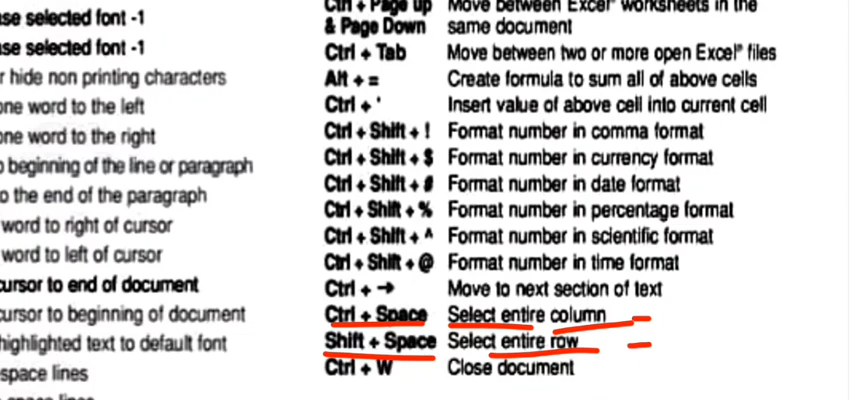 se selected font -1
se selected font -1
r hide non printing characters
one word to the left
one word to the right
beginning of the line or paragraph
o the end of the paragraph
word to right of cursor
word to left of cursor
cursor to end of document
cursor to beginning of document
highlighted text to default font
space lines
Ctrl + Page up Move between Excel® worksheets in the
& Page Down same document
Ctrl + Tab Move between two or more open Excel® files
Alt + = Create formula to sum all of above cells
Ctrl + ' Insert value of above cell into current cell
Ctrl + Shift + ! Format number in comma format
Ctrl + Shift + $ Format number in currency format
Ctrl + Shift + # Format number in date format
Ctrl + Shift + % Format number in percentage format
Ctrl + Shift + ^ Format number in scientific format
Ctrl + Shift + @ Format number in time format
Ctrl + → Move to next section of text
Ctrl + Space Select entire column
Shift + Space Select entire row
Ctrl + W Close document